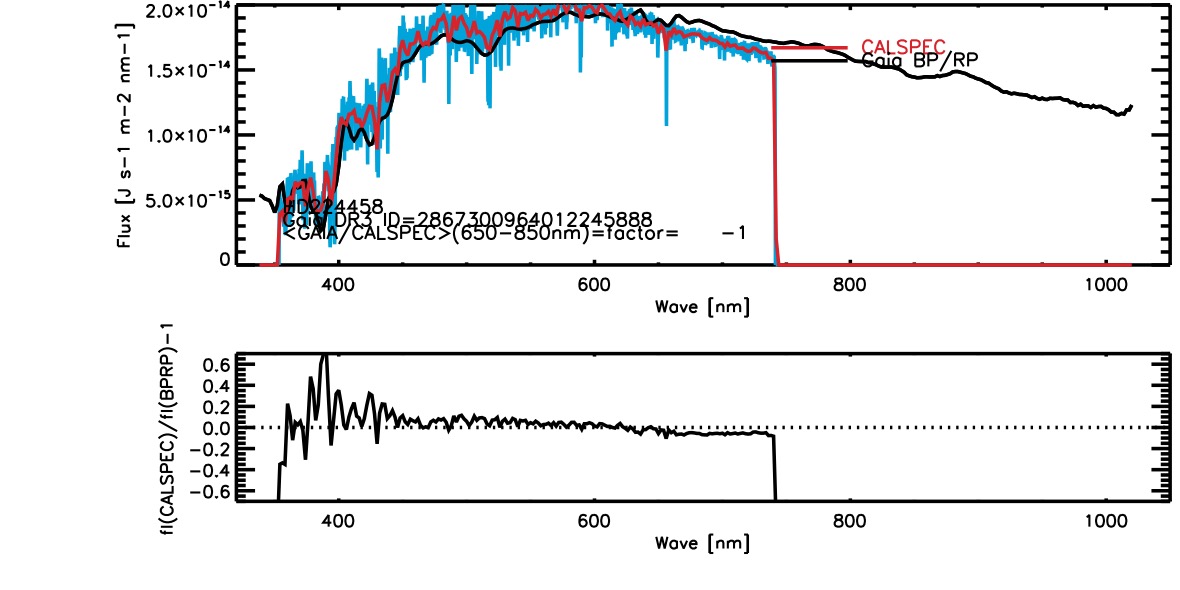 2.0×10⁻¹⁴
1.5×10⁻¹⁴
1.0×10⁻¹⁴
5.0×10⁻¹⁵
0
Flux [J s−1 m−2 nm−1]
CALSPEC
Gaia BP/RP
HD224458
Gaia DR3 ID=2867300964012245888
<GAIA/CALSPEC>(650−850nm)=factor= −1
400 600 800 1000
Wave [nm]
fl(CALSPEC)/fl(BPRP)−1
0.6
0.4
0.2
0.0
−0.2
−0.4
−0.6
400 600 800 1000
Wave [nm]